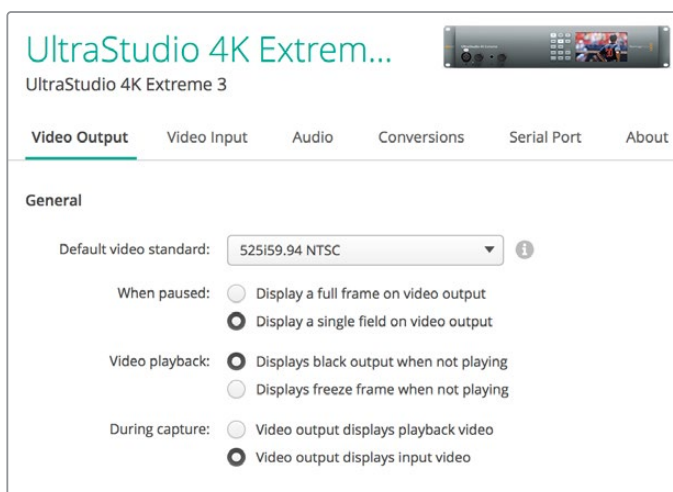 UltraStudio 4K Extrem...
UltraStudio 4K Extreme 3
Video Output Video Input Audio Conversions Serial Port About
General
Default video standard: 525i59.94 NTSC
When paused: Display a full frame on video output
Display a single field on video output
Video playback: Displays black output when not playing
Displays freeze frame when not playing
During capture: Video output displays playback video
Video output displays input video